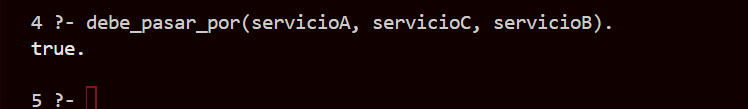 4 ?- debe_pasar_por(servicioA, servicioC, servicioB).
true.
5 ?-